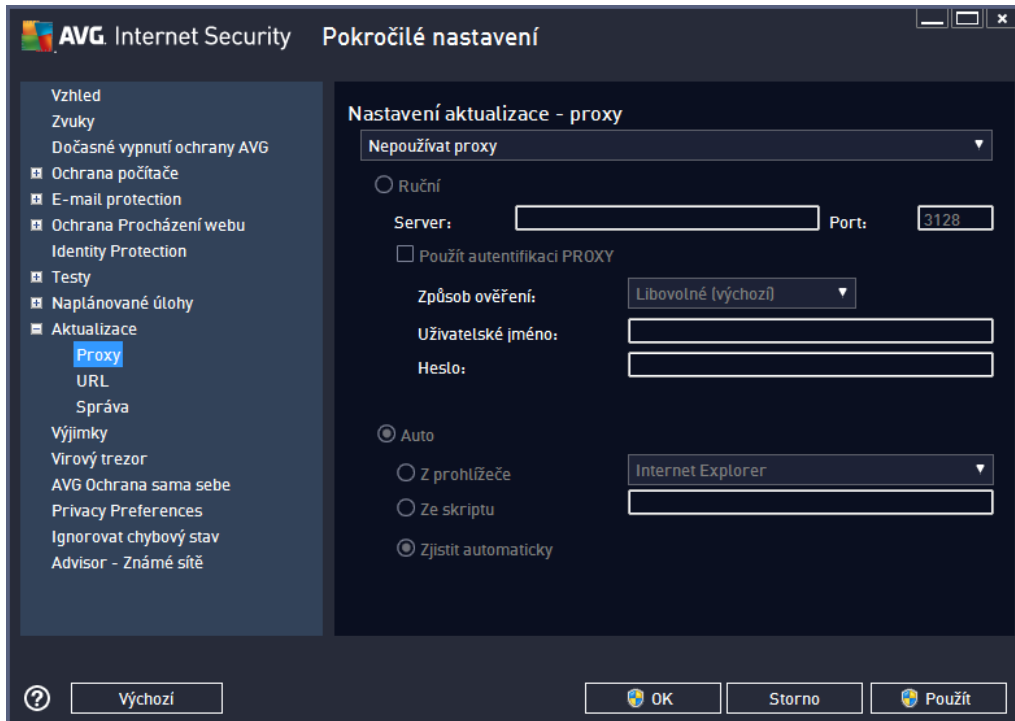 AVG. Internet Security Pokročilé nastavení
Vzhled
Zvuky
Dočasné vypnutí ochrany AVG
Ochrana počítače
E-mail protection
Ochrana Procházení webu
Identity Protection
Testy
Naplánované úlohy
Aktualizace
Proxy
URL
Správa
Výjimky
Virový trezor
AVG Ochrana sama sebe
Privacy Preferences
Ignorovat chybový stav
Advisor - Známé sítě
Nastavení aktualizace - proxy
Nepoužívat proxy
Ruční
Server: Port: 3128
Použít autentifikaci PROXY
Způsob ověření: Libovolné (výchozí)
Uživatelské jméno:
Heslo:
Auto
Z prohlížeče Internet Explorer
Ze skriptu
Zjistit automaticky
? Výchozí OK Storno Použít